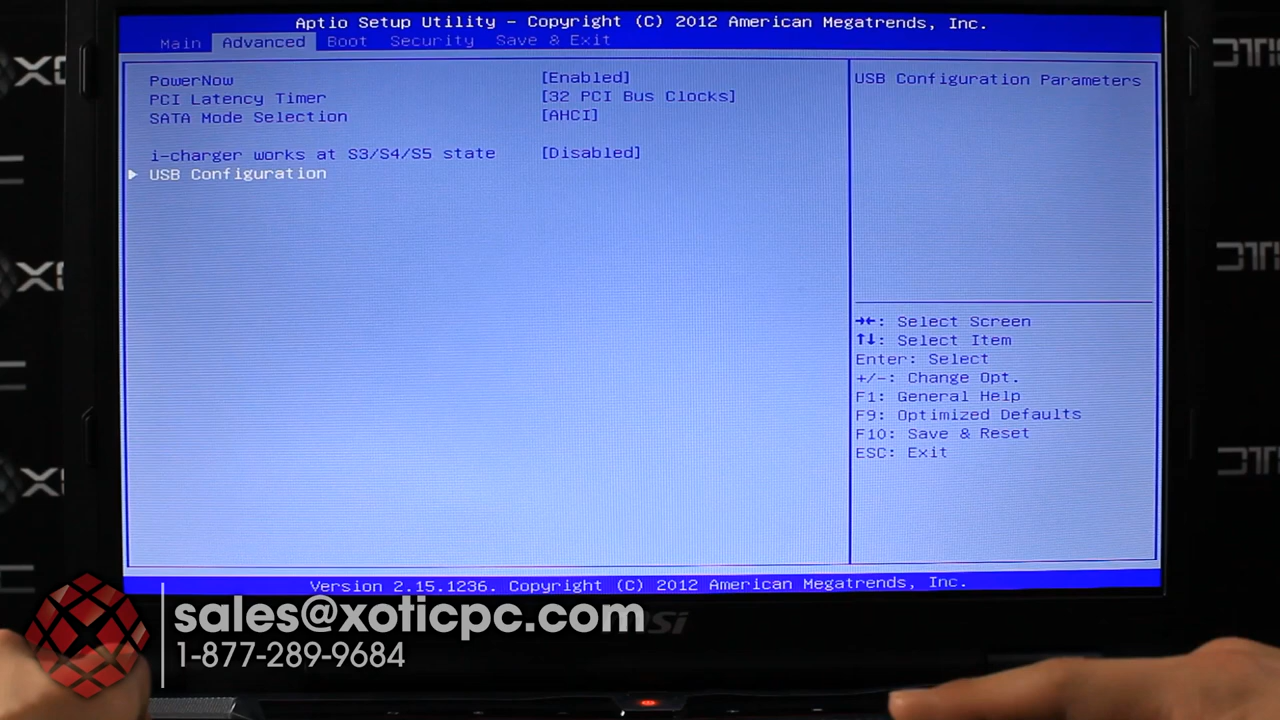 Aptio Setup Utility – Copyright (C) 2012 American Megatrends, Inc.
Main Advanced Boot Security Save & Exit
PowerNow [Enabled]
PCI Latency Timer [32 PCI Bus Clocks]
SATA Mode Selection [AHCI]
i-charger works at S3/S4/S5 state [Disabled]
▶ USB Configuration
USB Configuration Parameters
→←: Select Screen
↑↓: Select Item
Enter: Select
+/-: Change Opt.
F1: General Help
F9: Optimized Defaults
F10: Save & Reset
ESC: Exit
Version 2.15.1236. Copyright (C) 2012 American Megatrends, Inc.
sales@xoticpc.com
1-877-289-9684